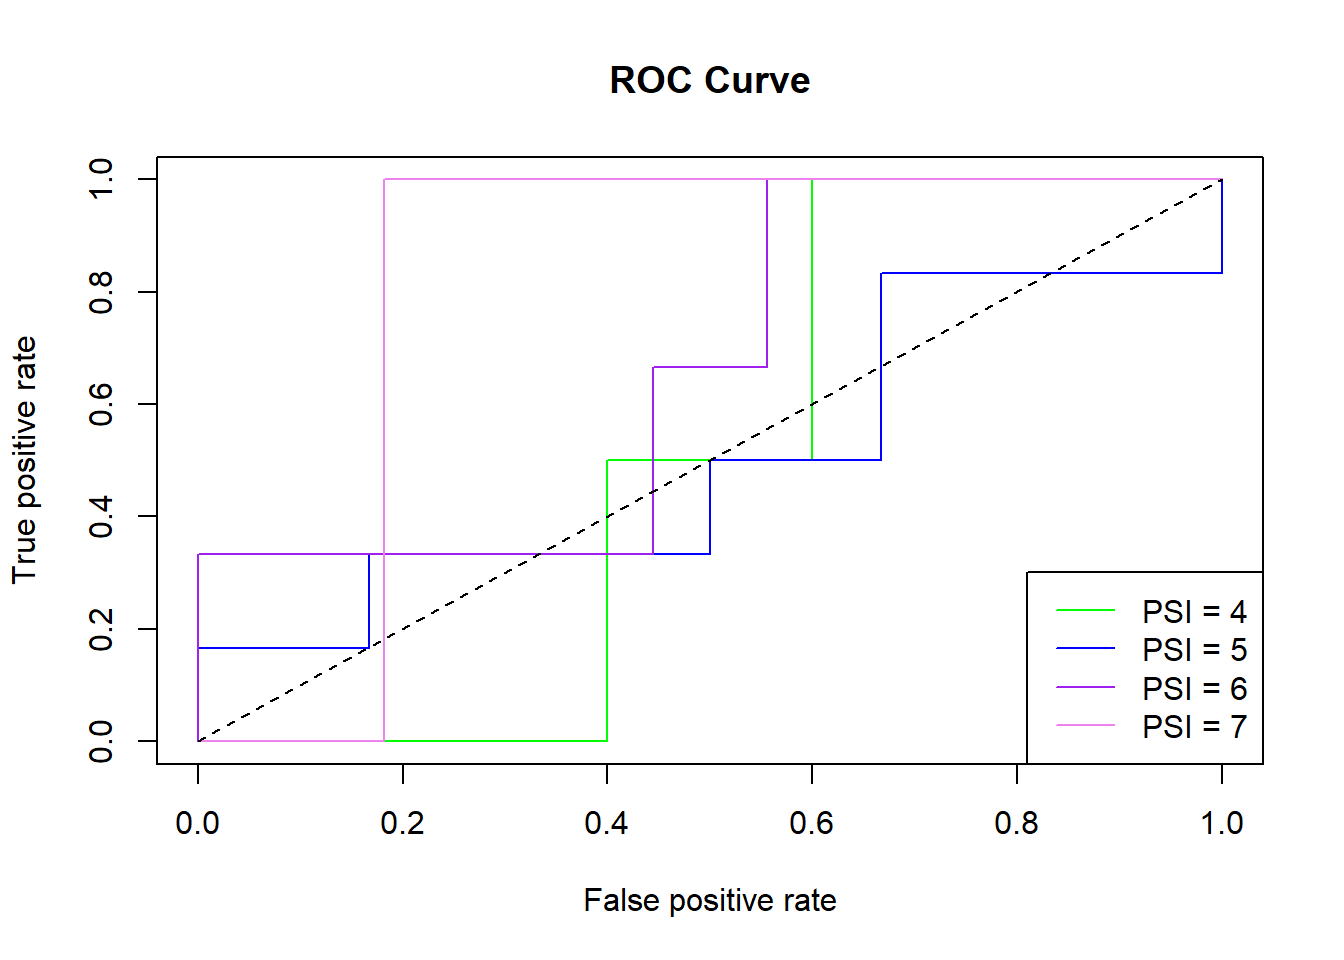 ROC Curve
True positive rate
1.0
0.8
0.6
0.4
0.2
0.0
PSI = 4
PSI = 5
PSI = 6
PSI = 7
0.0 0.2 0.4 0.6 0.8 1.0
False positive rate